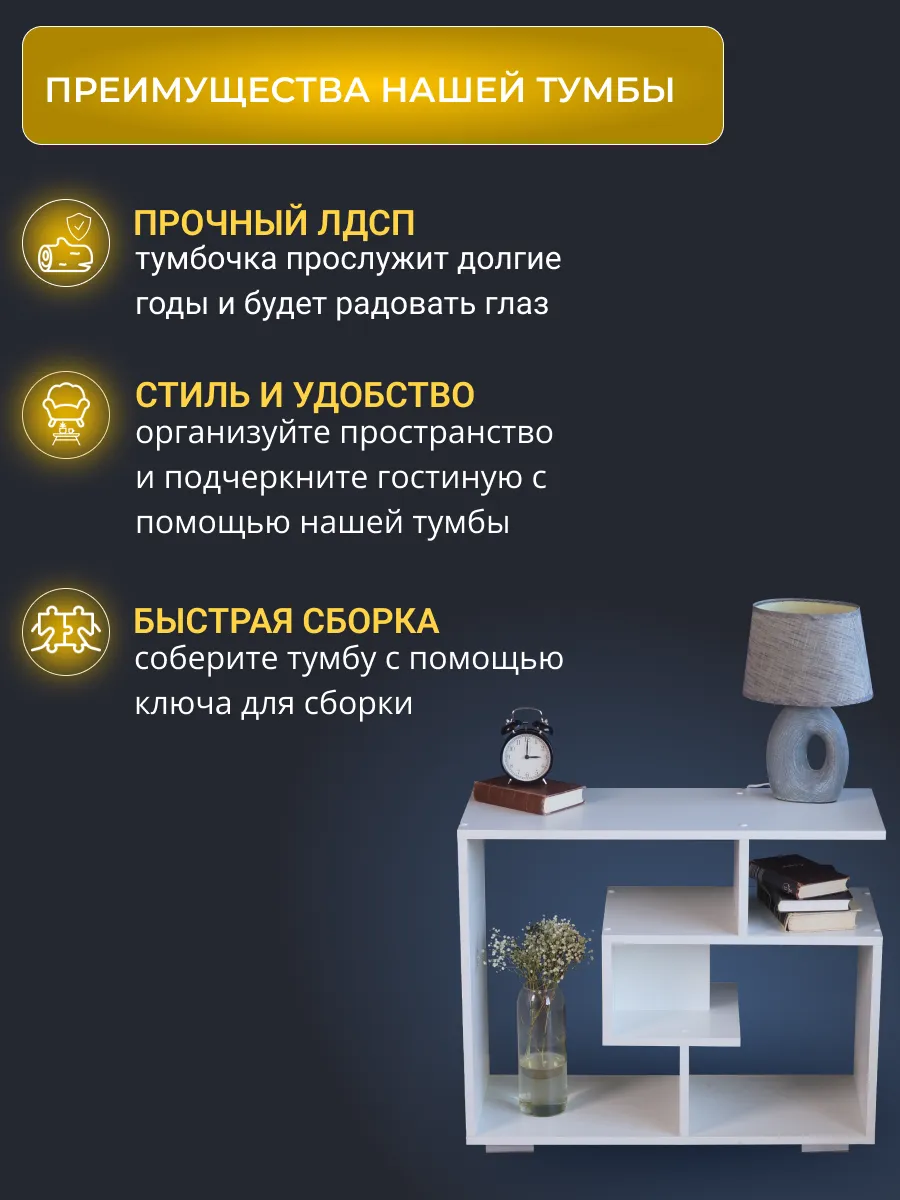 ПРЕИМУЩЕСТВА НАШЕЙ ТУМБЫ
ПРОЧНЫЙ ЛДСП
тумбочка прослужит долгие
годы и будет радовать глаз
СТИЛЬ И УДОБСТВО
организуйте пространство
и подчеркните гостиную с
помощью нашей тумбы
БЫСТРАЯ СБОРКА
соберите тумбу с помощью
ключа для сборки